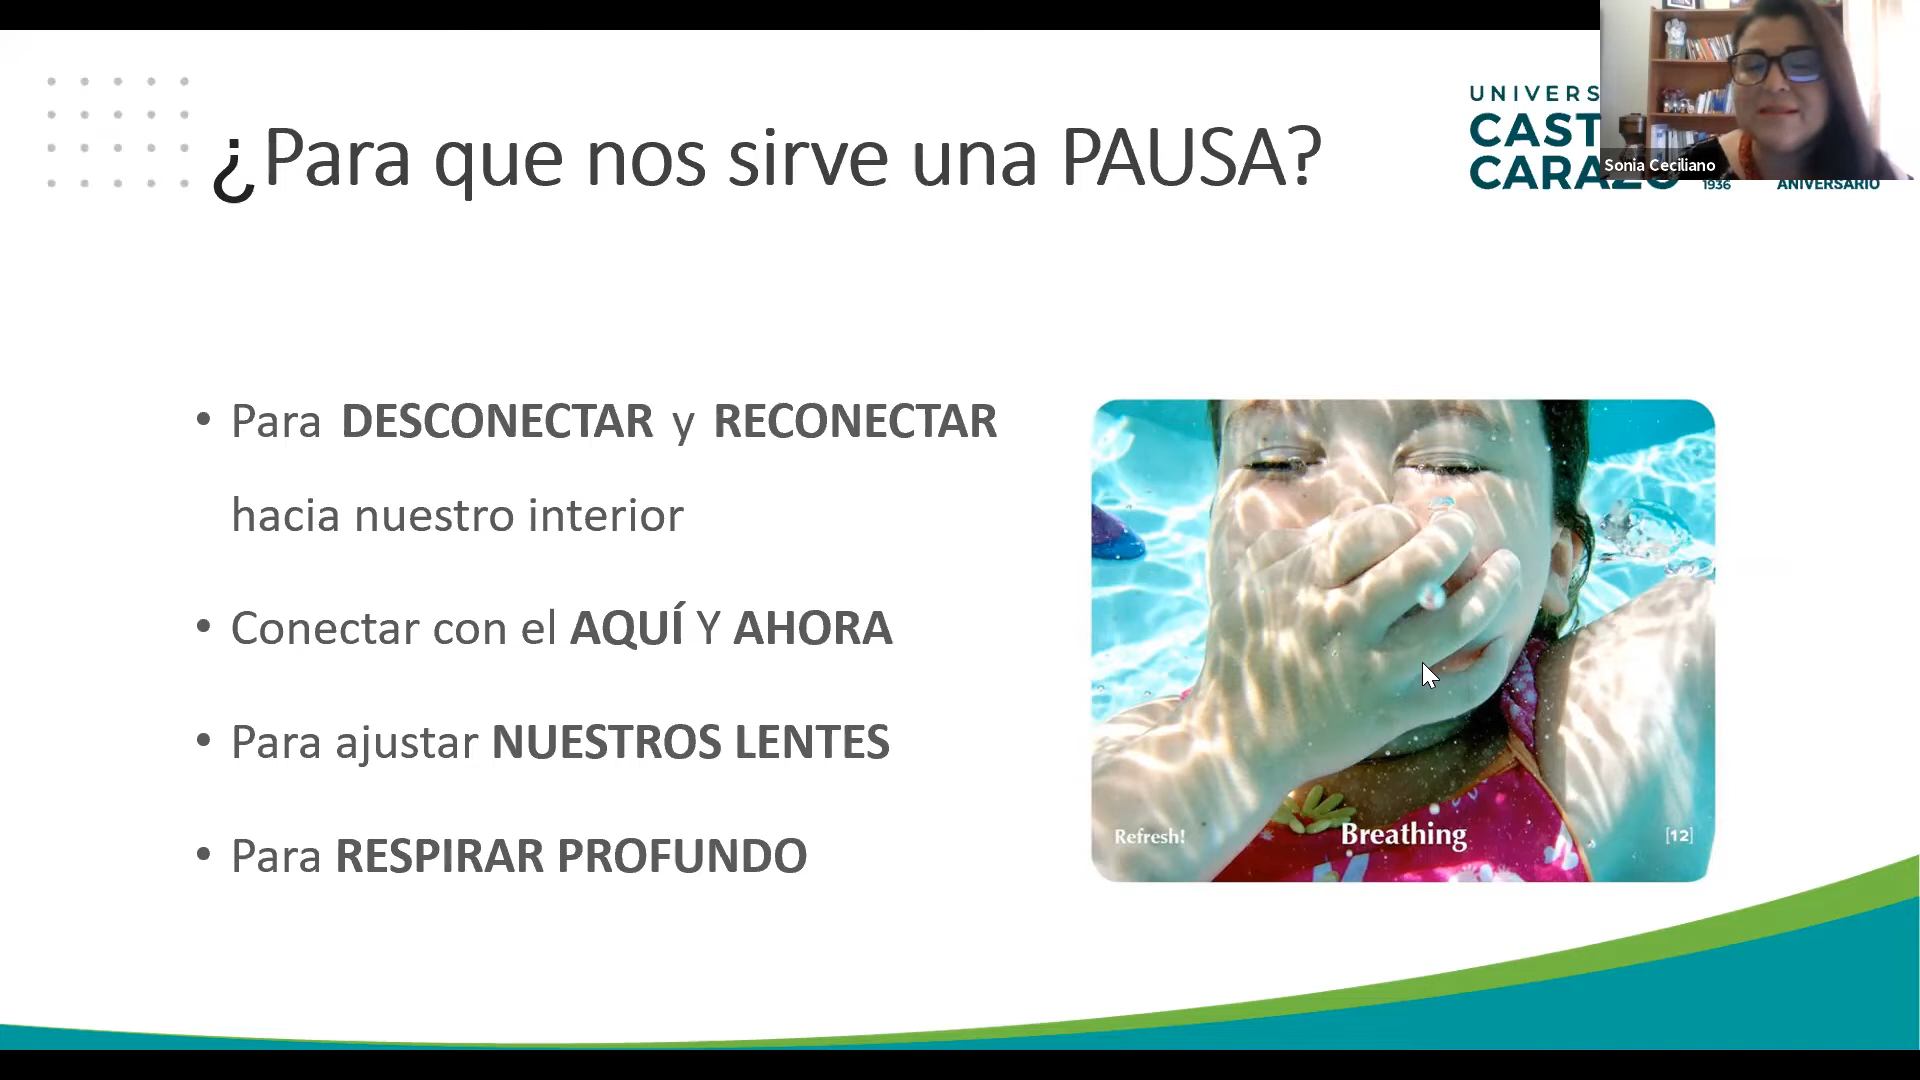 ¿Para que nos sirve una PAUSA?
UNIVERS
CAST
CARAZO
1936
ANIVERSARIO
Sonia Ceciliano
• Para DESCONECTAR y RECONECTAR
hacia nuestro interior
• Conectar con el AQUÍ Y AHORA
• Para ajustar NUESTROS LENTES
• Para RESPIRAR PROFUNDO
Refresh!
Breathing
[12]